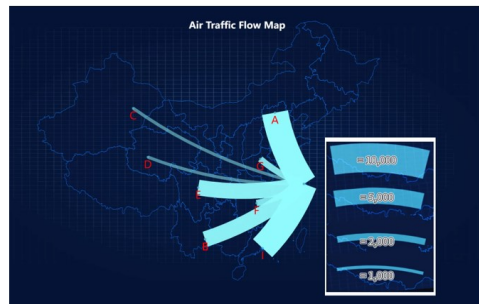 Air Traffic Flow Map
C
A
D
G
E
F
B
I
=10,000
=5,000
=2,000
=1,000